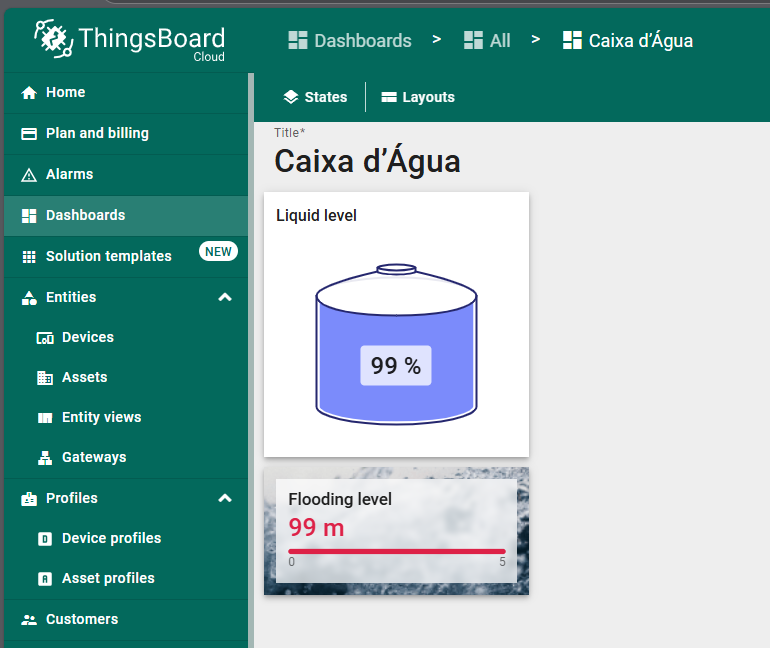 ThingsBoard
Cloud
Dashboards > All > Caixa d’Água
Home
Plan and billing
Alarms
Dashboards
Solution templates NEW
Entities
Devices
Assets
Entity views
Gateways
Profiles
D Device profiles
A Asset profiles
Customers
States
Layouts
Title*
Caixa d’Água
Liquid level
99 %
Flooding level
99 m
0 5